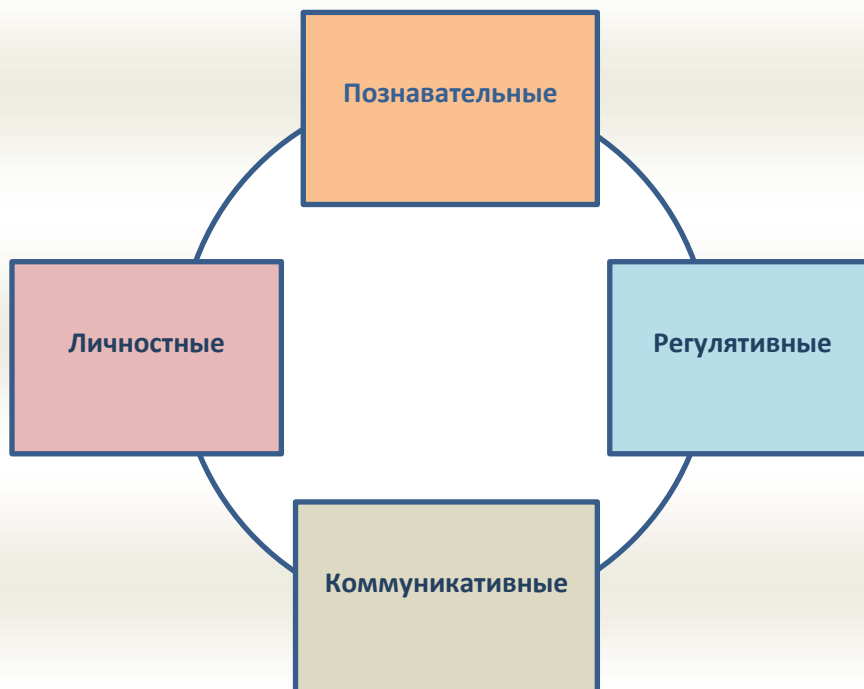 Познавательные
Личностные
Регулятивные
Коммуникативные